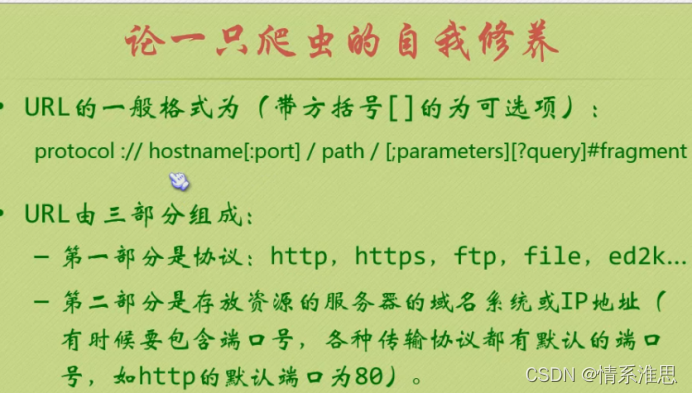 论一只爬虫的自我修养
• URL的一般格式为（带方括号[]的为可选项）：
protocol :// hostname[:port] / path / [;parameters][?query]#fragment
• URL由三部分组成：
– 第一部分是协议：http，https，ftp，file，ed2k…
– 第二部分是存放资源的服务器的域名系统或IP地址（
有时候要包含端口号，各种传输协议都有默认的端口
号，如http的默认端口为80）。
CSDN @情系淮思